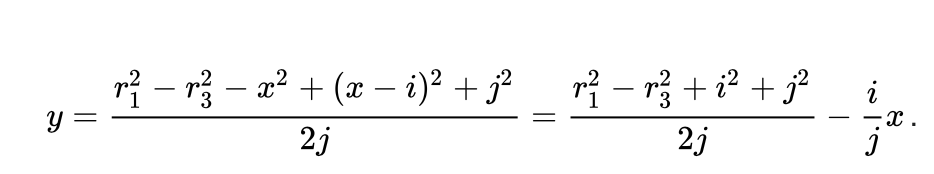 y = \frac{r_1^2 - r_3^2 - x^2 + (x - i)^2 + j^2}{2j} = \frac{r_1^2 - r_3^2 + i^2 + j^2}{2j} - \frac{i}{j}x.